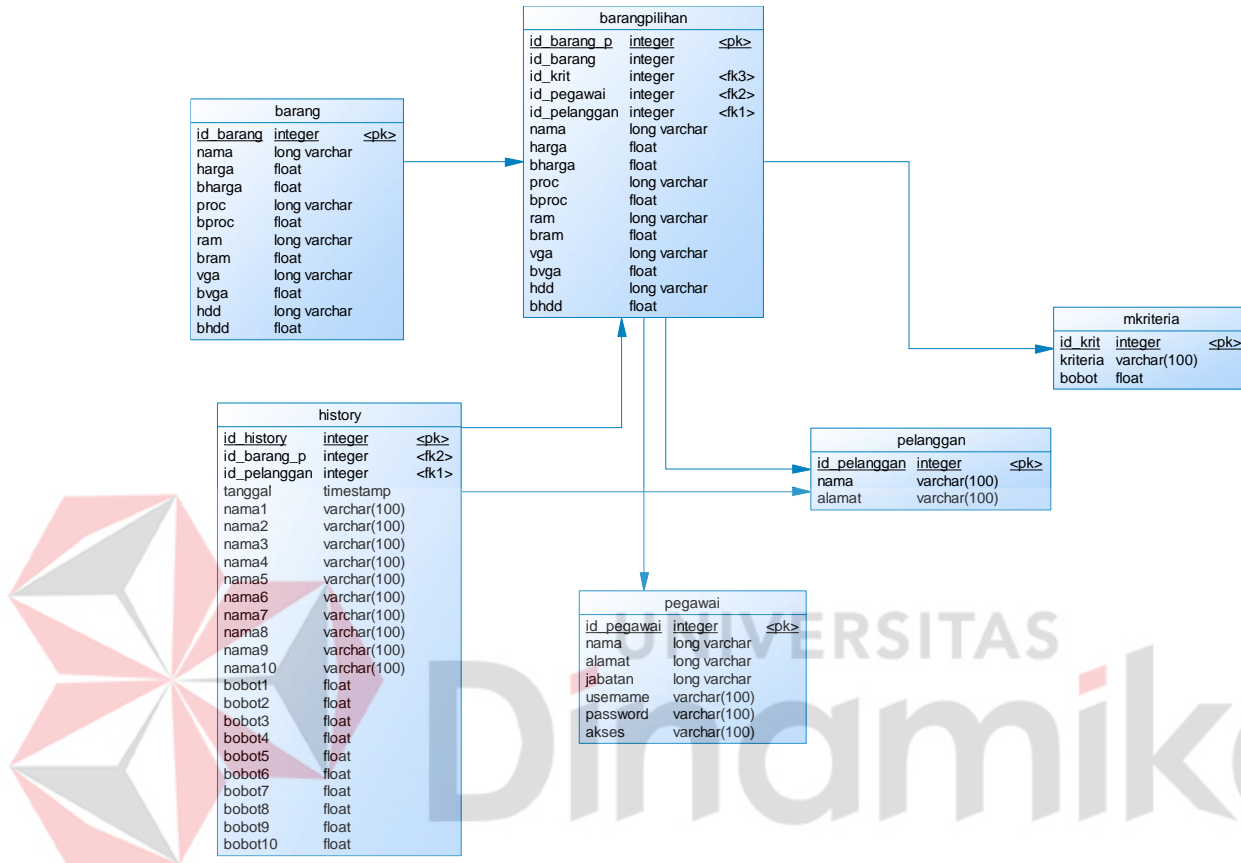 barangpilihan
id_barang_p integer <pk>
id_barang integer
id_krit integer <fk3>
id_pegawai integer <fk2>
id_pelanggan integer <fk1>
nama long varchar
harga float
bharga float
proc long varchar
bproc float
ram long varchar
bram float
vga long varchar
bvga float
hdd long varchar
bhdd float
barang
id_barang integer <pk>
nama long varchar
harga float
bharga float
proc long varchar
bproc float
ram long varchar
bram float
vga long varchar
bvga float
hdd long varchar
bhdd float
mkriteria
id_krit integer <pk>
kriteria varchar(100)
bobot float
history
id_history integer <pk>
id_barang_p integer <fk2>
id_pelanggan integer <fk1>
tanggal timestamp
nama1 varchar(100)
nama2 varchar(100)
nama3 varchar(100)
nama4 varchar(100)
nama5 varchar(100)
nama6 varchar(100)
nama7 varchar(100)
nama8 varchar(100)
nama9 varchar(100)
nama10 varchar(100)
bobot1 float
bobot2 float
bobot3 float
bobot4 float
bobot5 float
bobot6 float
bobot7 float
bobot8 float
bobot9 float
bobot10 float
pelanggan
id_pelanggan integer <pk>
nama varchar(100)
alamat varchar(100)
pegawai
id_pegawai integer <pk>
nama long varchar
alamat long varchar
jabatan long varchar
username varchar(100)
password varchar(100)
akses varchar(100)
UNIVERSITAS
Dinamika